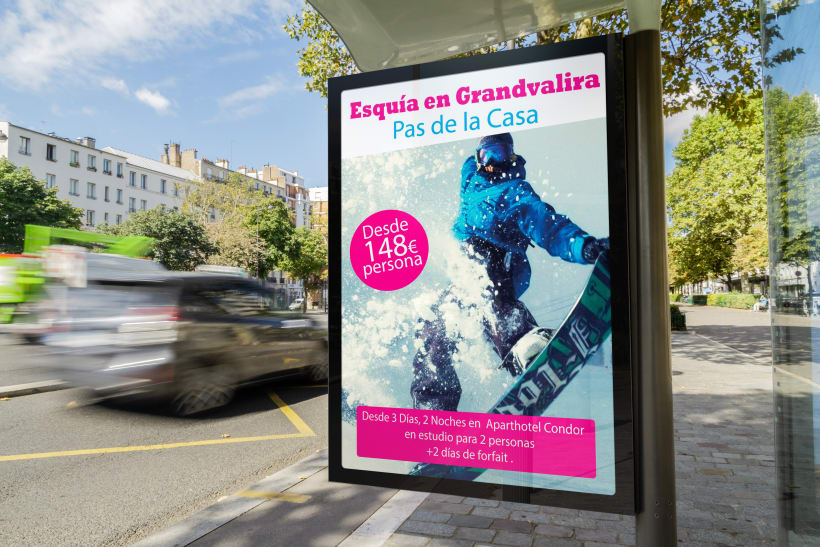 Esquía en Grandvalira
Pas de la Casa
Desde
148€
persona
Desde 3 Días, 2 Noches en Aparthotel Condor
en estudio para 2 personas
+2 días de forfait .